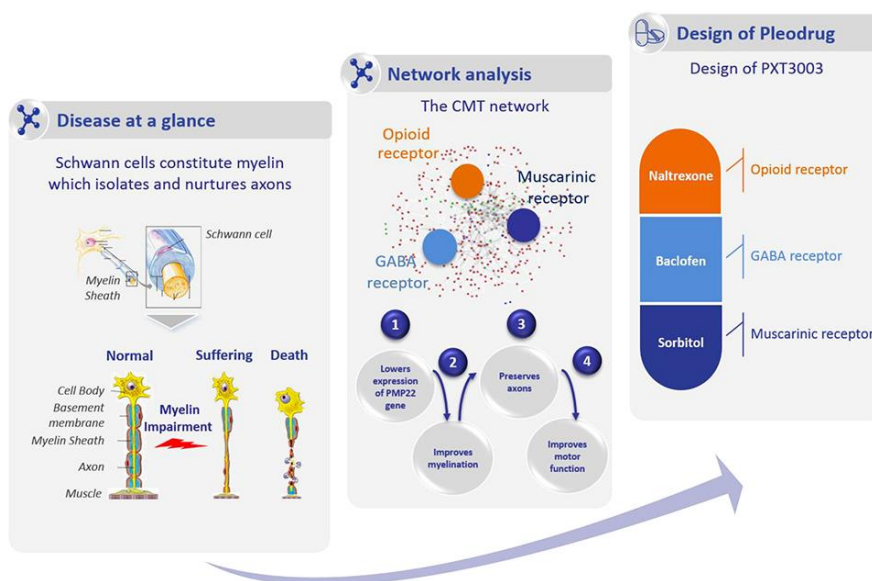 Disease at a glance
Schwann cells constitute myelin
which isolates and nurtures axons
Schwann cell
Myelin
Sheath
Normal
Suffering
Death
Cell Body
Basement
membrane
Myelin Sheath
Axon
Muscle
Myelin
Impairment
Network analysis
The CMT network
Opioid
receptor
Muscarinic
receptor
GABA
receptor
1
2
3
4
Lowers
expression
of PMP22
gene
Improves
myelination
Preserves
axons
Improves
motor
function
Design of Pleodrug
Design of PXT3003
Naltrexone
Opioid receptor
Baclofen
GABA receptor
Sorbitol
Muscarinic receptor